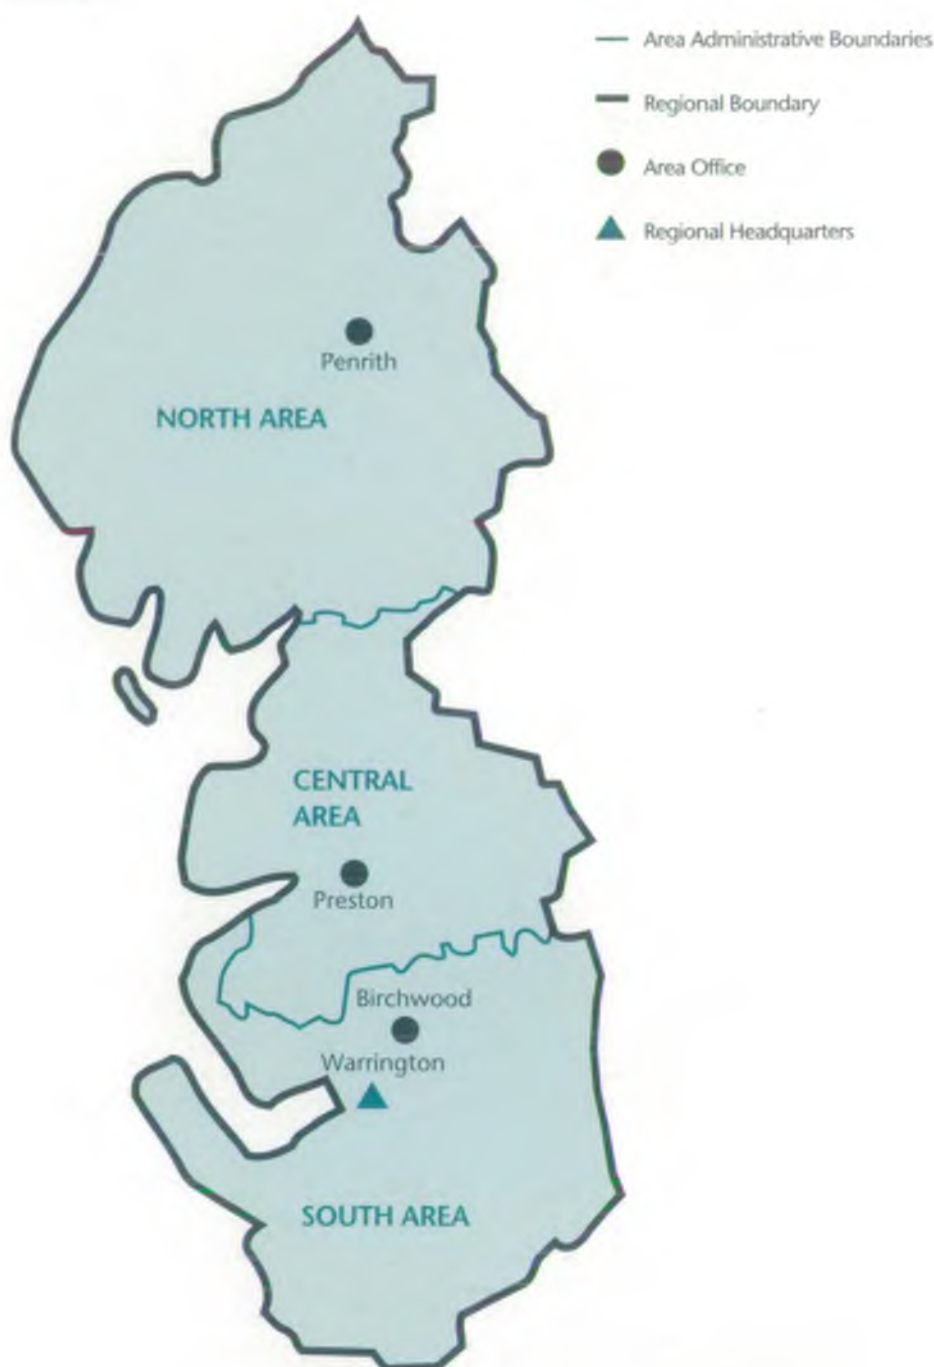 Area Administrative Boundaries
Regional Boundary
Area Office
Regional Headquarters
Penrith
NORTH AREA
CENTRAL
AREA
Preston
Birchwood
Warrington
SOUTH AREA